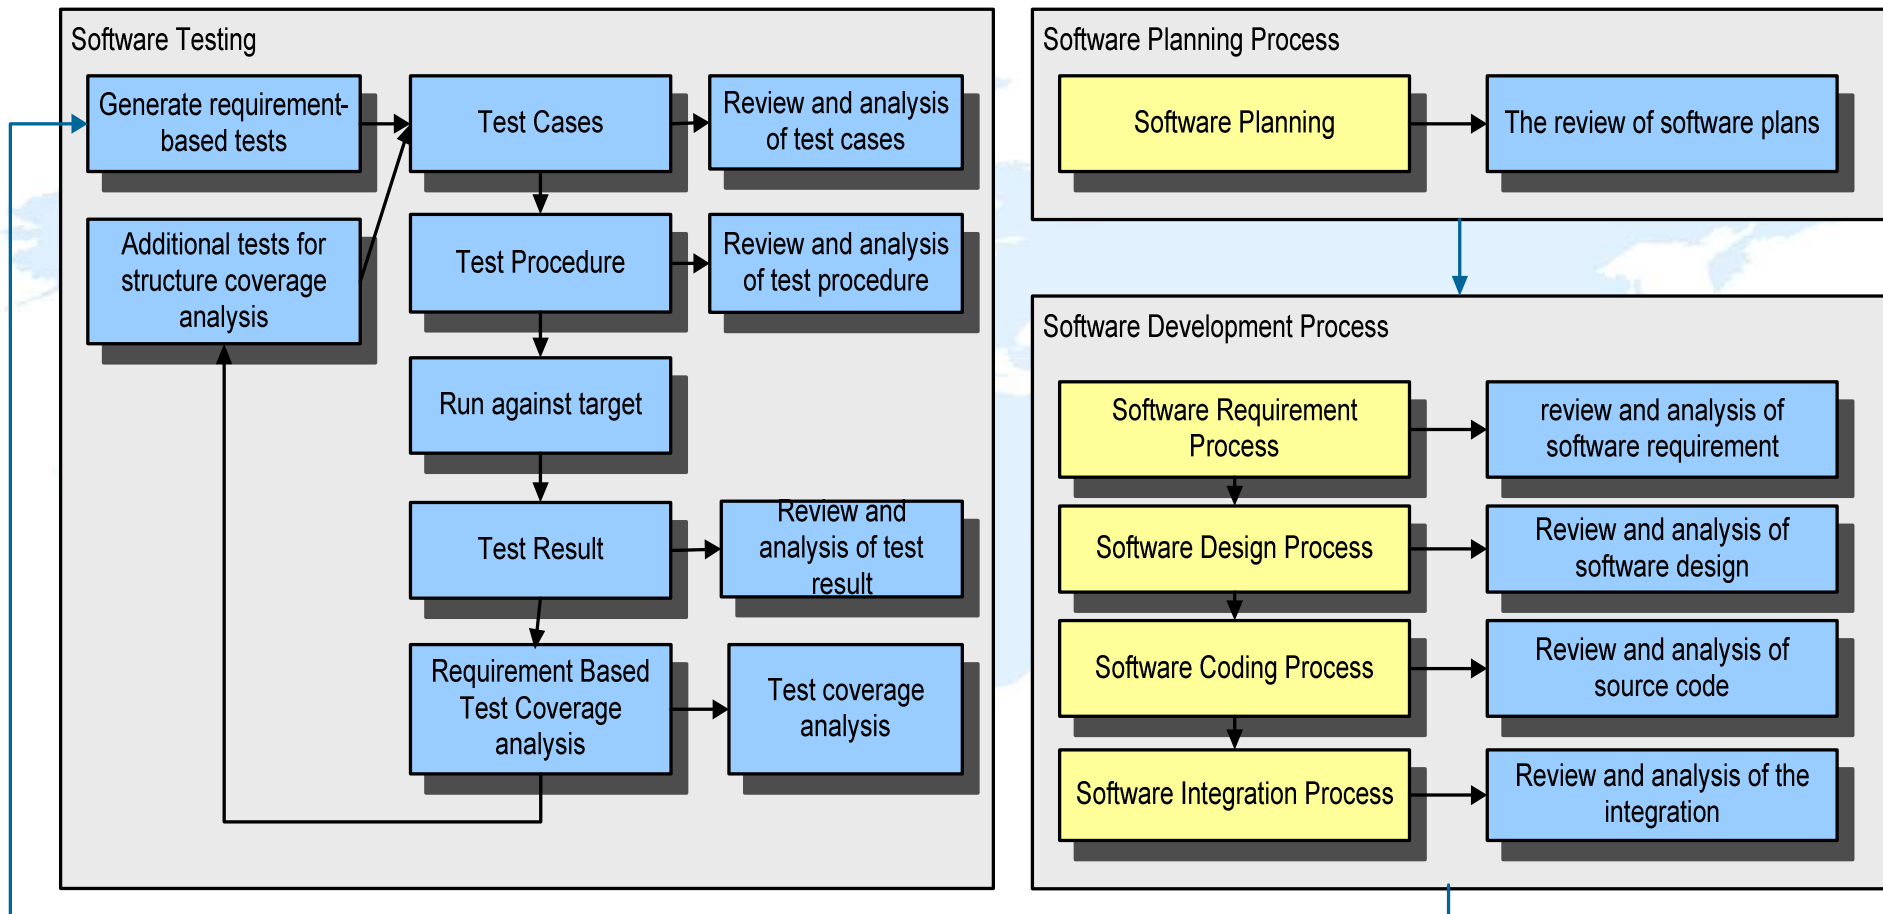 Software Testing
Generate requirement-
based tests
Test Cases
Review and analysis
of test cases
Additional tests for
structure coverage
analysis
Test Procedure
Review and analysis
of test procedure
Run against target
Test Result
Review and
analysis of test
result
Requirement Based
Test Coverage
analysis
Test coverage
analysis
Software Planning Process
Software Planning
The review of software plans
Software Development Process
Software Requirement
Process
review and analysis of
software requirement
Software Design Process
Review and analysis of
software design
Software Coding Process
Review and analysis of
source code
Software Integration Process
Review and analysis of the
integration